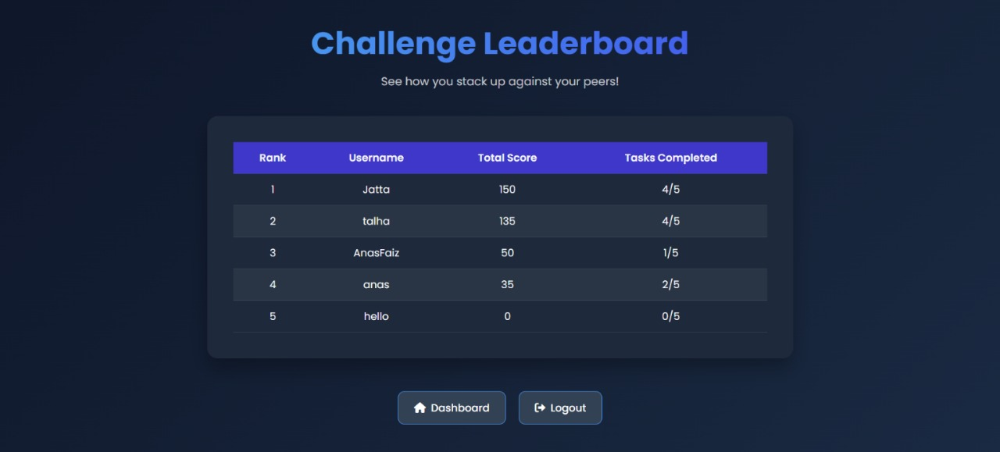 Challenge Leaderboard
See how you stack up against your peers!
Rank Username Total Score Tasks Completed
1 Jatta 150 4/5
2 talha 135 4/5
3 AnasFaiz 50 1/5
4 anas 35 2/5
5 hello 0 0/5
Dashboard Logout